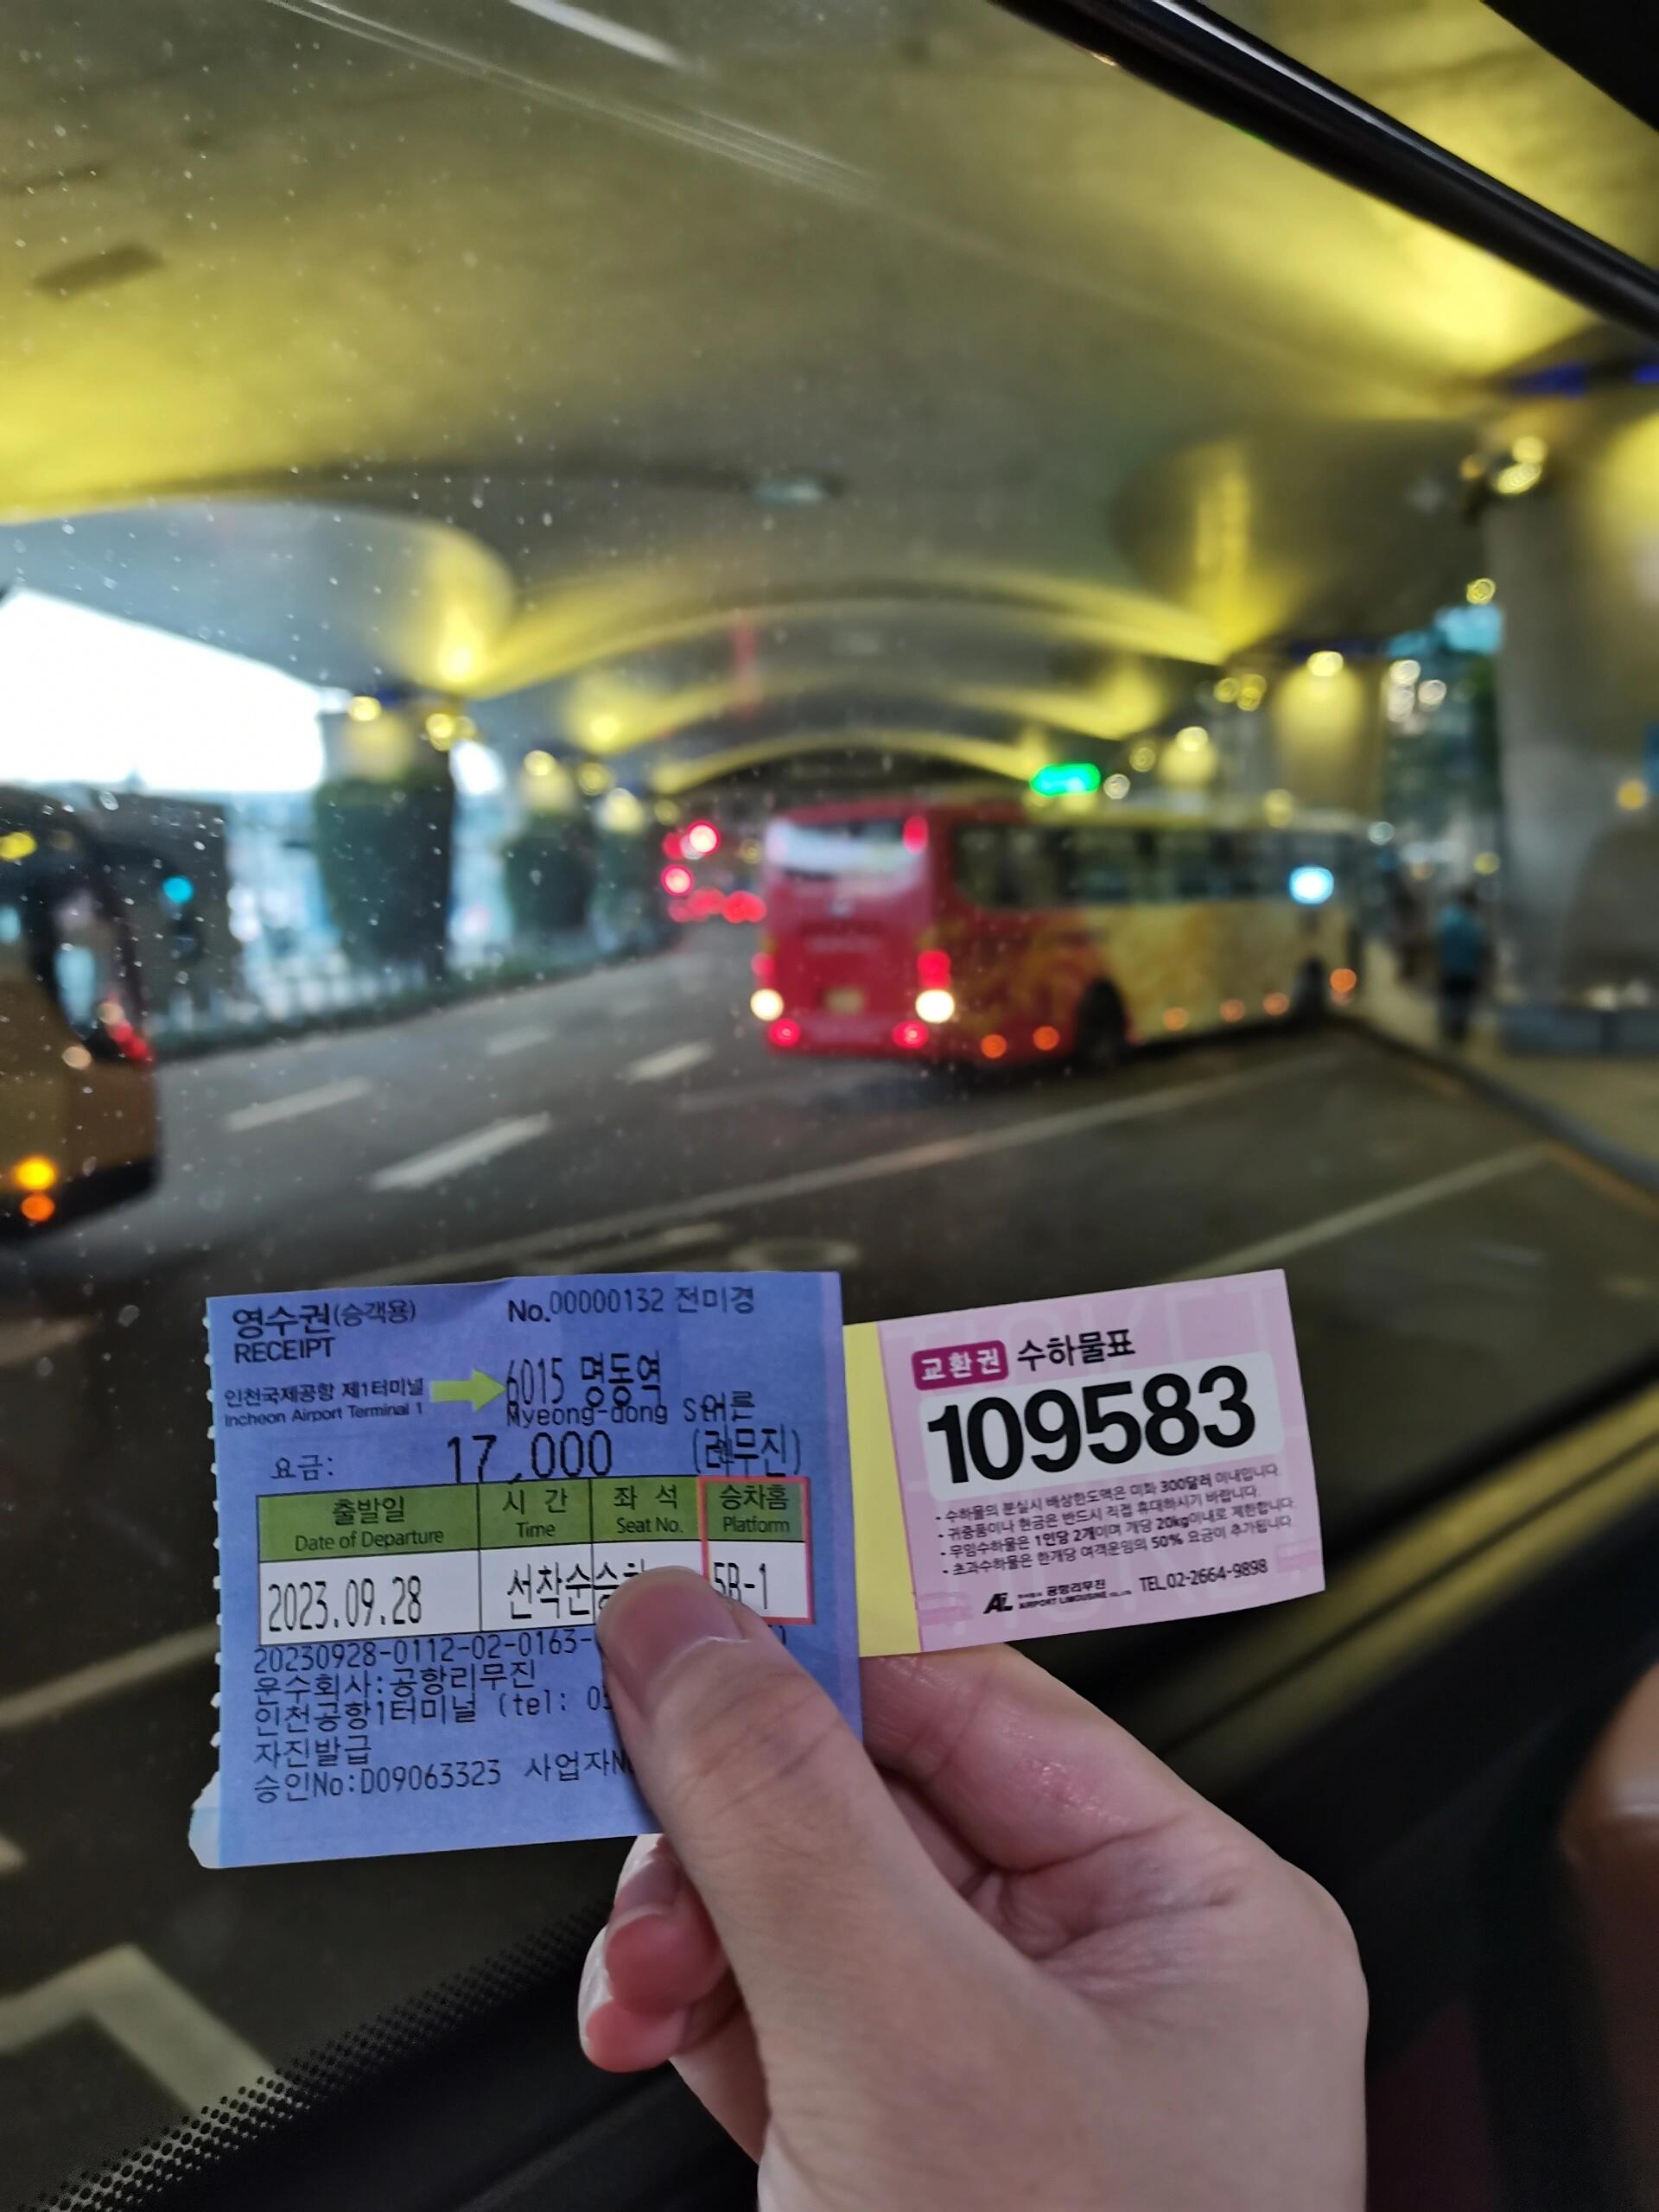 영수권(승객용)
RECEIPT
No.00000132 전미경
인천국제공항 제1터미널
Incheon Airport Terminal 1
6015 명동역
Myeong-dong
어른
요금: 17,000 (리무진)
출발일 시 간 좌 석 승차홈
Date of Departure Time Seat No. Platform
2023.09.28 선착순 5B-1
20230928-0112-02-0163-
운수회사:공항리무진
인천공항1터미널 (tel:
자진발급
승인No:D09063323 사업자
교환권 수하물표
109583
• 수하물의 분실시 배상한도액은 미화 300달러 이내입니다.
• 귀중품이나 현금은 반드시 직접 휴대하시기 바랍니다.
• 무임수하물은 1인당 2개이며 개당 20kg이내로 제한합니다.
• 초과수하물은 한개당 여객운임의 50% 요금이 추가됩니다.
AL 공항리무진 TEL.02-2664-9898
AIRPORT LIMOUSINE